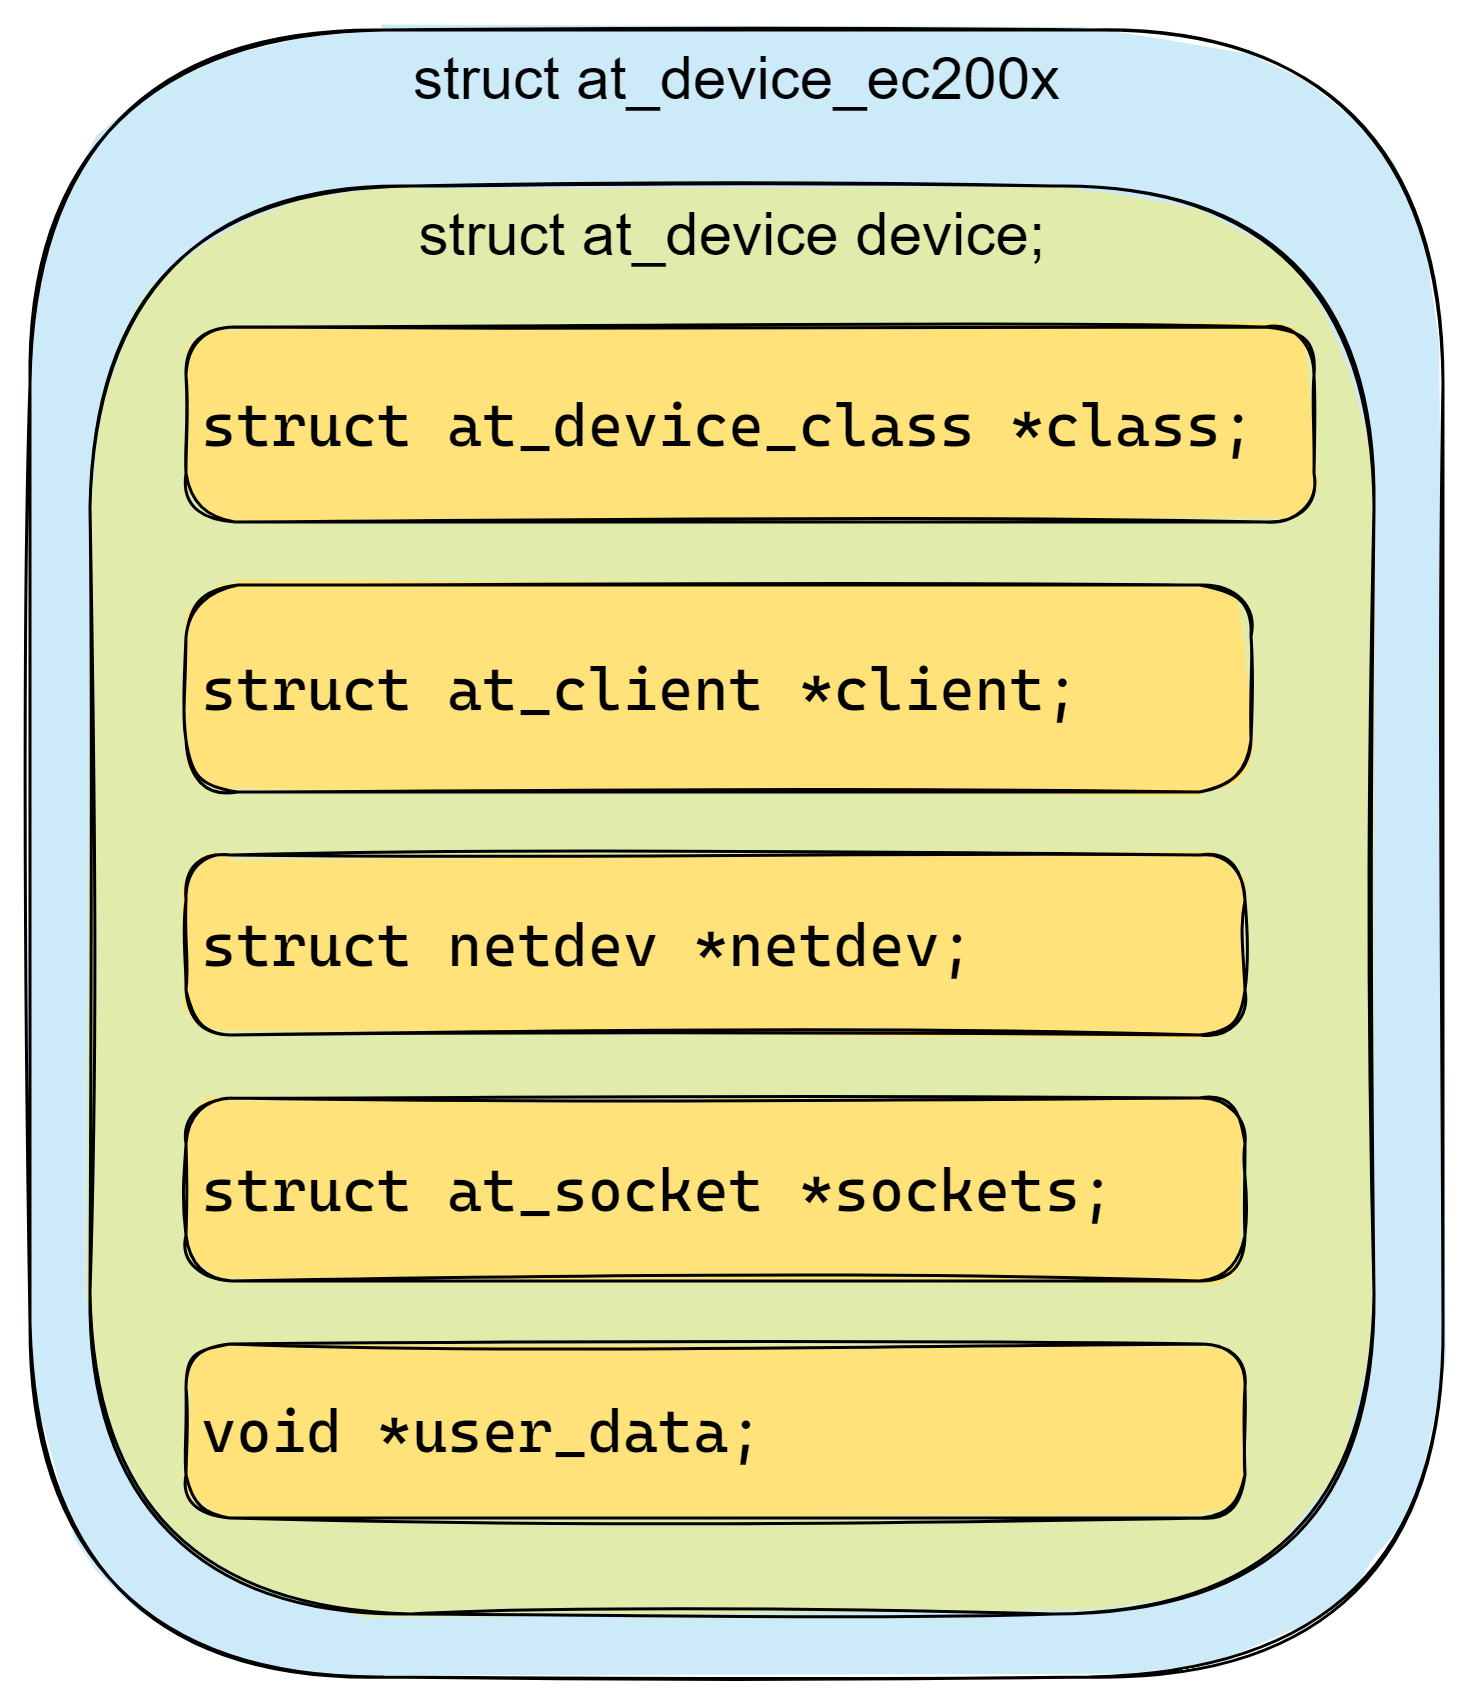 struct at_device_ec200x
struct at_device device;
struct at_device_class *class;
struct at_client *client;
struct netdev *netdev;
struct at_socket *sockets;
void *user_data;